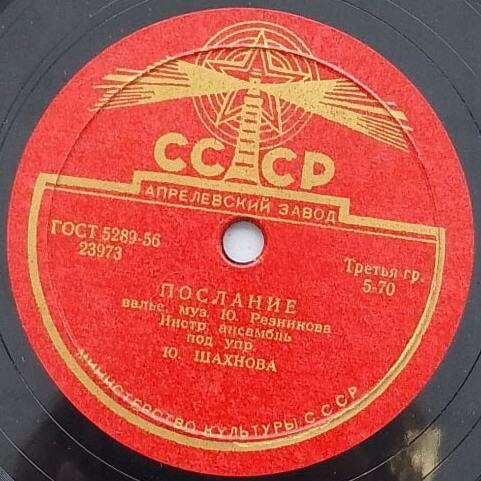 СССР
АПРЕЛЕВСКИЙ ЗАВОД
ГОСТ 5289-56
23973
Третья гр.
5-70
ПОСЛАНИЕ
вальс, муз. Ю. Резникова
Инстр. ансамбль
под упр.
Ю. ШАХНОВА
МИНИСТЕРСТВО КУЛЬТУРЫ СССР